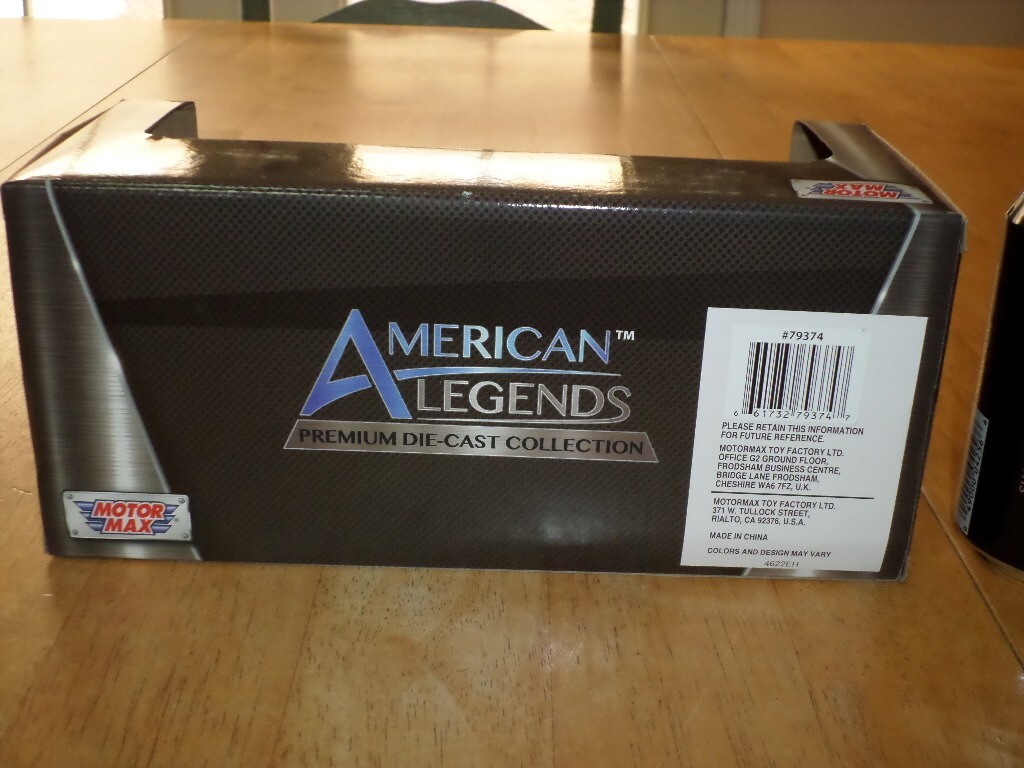 MOTOR
MAX
AMERICAN™
LEGENDS
PREMIUM DIE-CAST COLLECTION
MOTOR
MAX
#79374
6 61732 79374 7
PLEASE RETAIN THIS INFORMATION
FOR FUTURE REFERENCE.
MOTORMAX TOY FACTORY LTD.
OFFICE G2 GROUND FLOOR,
FRODSHAM BUSINESS CENTRE,
BRIDGE LANE FRODSHAM,
CHESHIRE WA6 7FZ, U.K.
MOTORMAX TOY FACTORY LTD.
371 W. TULLOCK STREET,
RIALTO, CA 92376, U.S.A.
MADE IN CHINA
COLORS AND DESIGN MAY VARY
4622EH